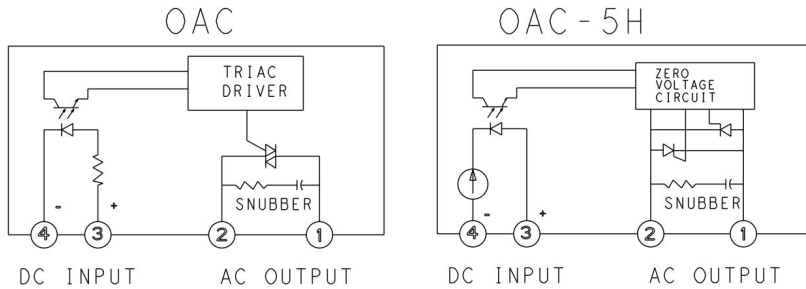 OAC
TRIAC
DRIVER
- +
SNUBBER
4 3 2 1
DC INPUT AC OUTPUT
OAC-5H
ZERO
VOLTAGE
CIRCUIT
- +
SNUBBER
4 3 2 1
DC INPUT AC OUTPUT